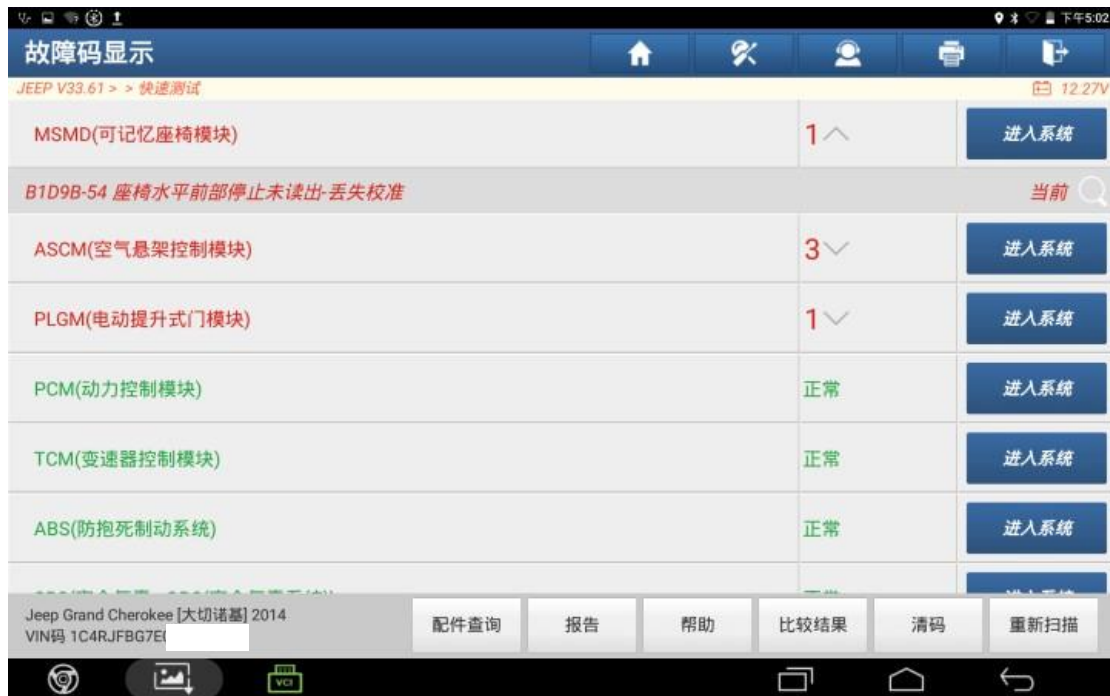 下午5:02
故障码显示
JEEP V33.61 > > 快速测试 12.27V
MSMD(可记忆座椅模块) 1 进入系统
B1D9B-54 座椅水平前部停止未读出-丢失校准 当前
ASCM(空气悬架控制模块) 3 进入系统
PLGM(电动提升式门模块) 1 进入系统
PCM(动力控制模块) 正常 进入系统
TCM(变速器控制模块) 正常 进入系统
ABS(防抱死制动系统) 正常 进入系统
Jeep Grand Cherokee [大切诺基] 2014
VIN码 1C4RJFBG7E
配件查询 报告 帮助 比较结果 清码 重新扫描
VCI